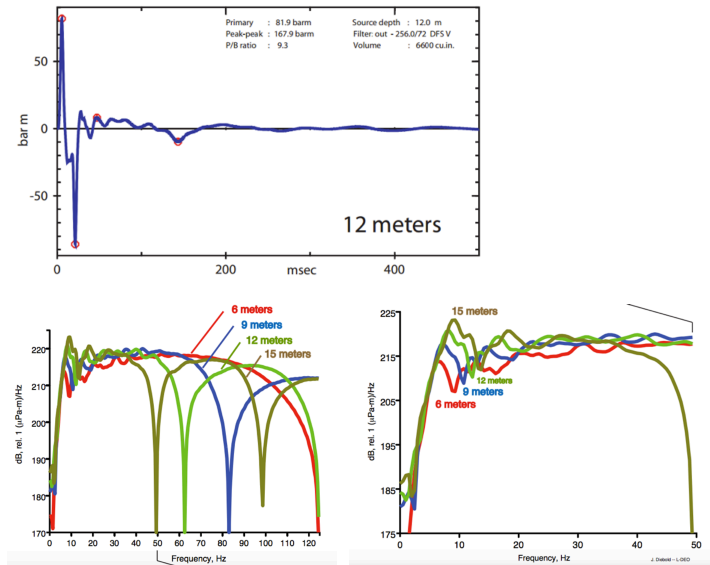 Primary : 81.9 barm Source depth : 12.0 m
Peak-peak : 167.9 barm Filter: out • 256.0/72 DFS V
P/B ratio : 9.3 Volume : 6600 cu.in.
50
0
-50
bar m
12 meters
0 200 400
msec
6 meters
9 meters
12 meters
15 meters
220
210
200
190
180
170
dB, rel. 1 (µPa-m)/Hz
0 10 20 30 40 50 60 70 80 90 100 110 120
Frequency, Hz
225
215
205
195
185
175
dB, rel. 1 (µPa-m)/Hz
15 meters
12 meters
9 meters
6 meters
0 10 20 30 40 50
Frequency, Hz
J. Diebold – L-DEO